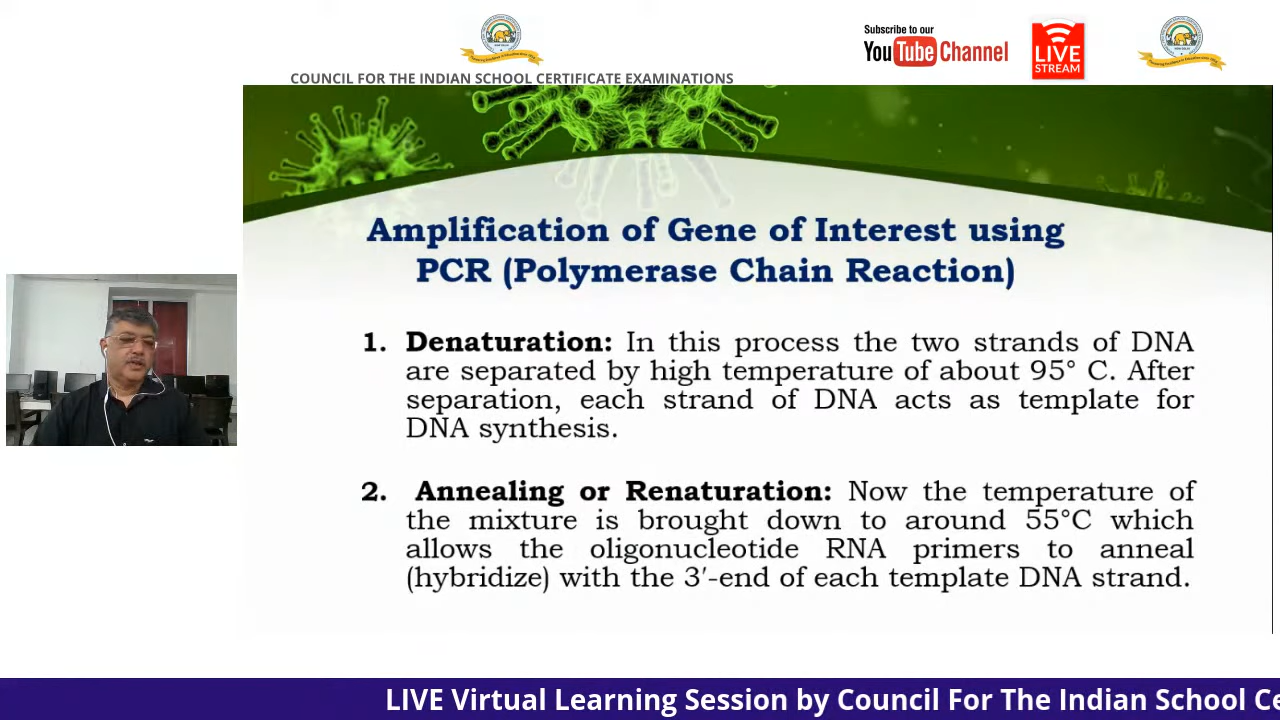 Subscribe to our
YouTube Channel
LIVE
STREAM
COUNCIL FOR THE INDIAN SCHOOL CERTIFICATE EXAMINATIONS
Amplification of Gene of Interest using
PCR (Polymerase Chain Reaction)
1. Denaturation: In this process the two strands of DNA
are separated by high temperature of about 95° C. After
separation, each strand of DNA acts as template for
DNA synthesis.
2. Annealing or Renaturation: Now the temperature of
the mixture is brought down to around 55°C which
allows the oligonucleotide RNA primers to anneal
(hybridize) with the 3′-end of each template DNA strand.
LIVE Virtual Learning Session by Council For The Indian School Ce